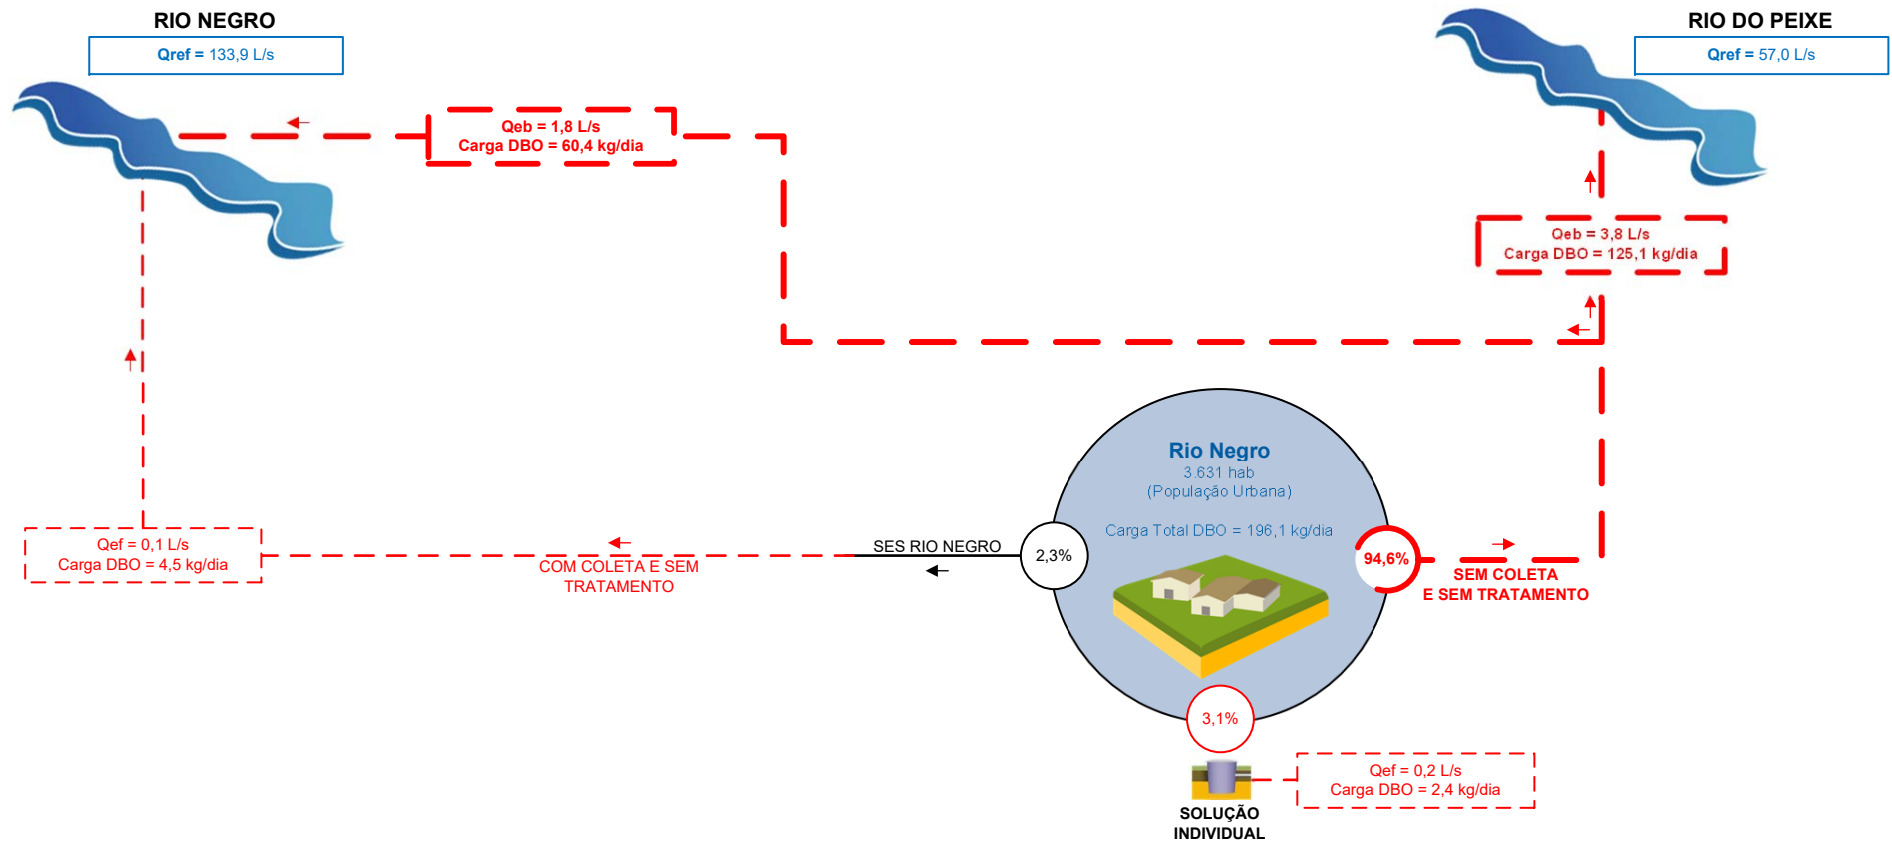 RIO NEGRO
Qref = 133,9 L/s
RIO DO PEIXE
Qref = 57,0 L/s
Qeb = 1,8 L/s
Carga DBO = 60,4 kg/dia
Qeb = 3,8 L/s
Carga DBO = 125,1 kg/dia
Rio Negro
3.631 hab
(População Urbana)
Carga Total DBO = 196,1 kg/dia
Qef = 0,1 L/s
Carga DBO = 4,5 kg/dia
COM COLETA E SEM
TRATAMENTO
SES RIO NEGRO
2,3%
94,6%
SEM COLETA
E SEM TRATAMENTO
3,1%
Qef = 0,2 L/s
Carga DBO = 2,4 kg/dia
SOLUÇÃO
INDIVIDUAL